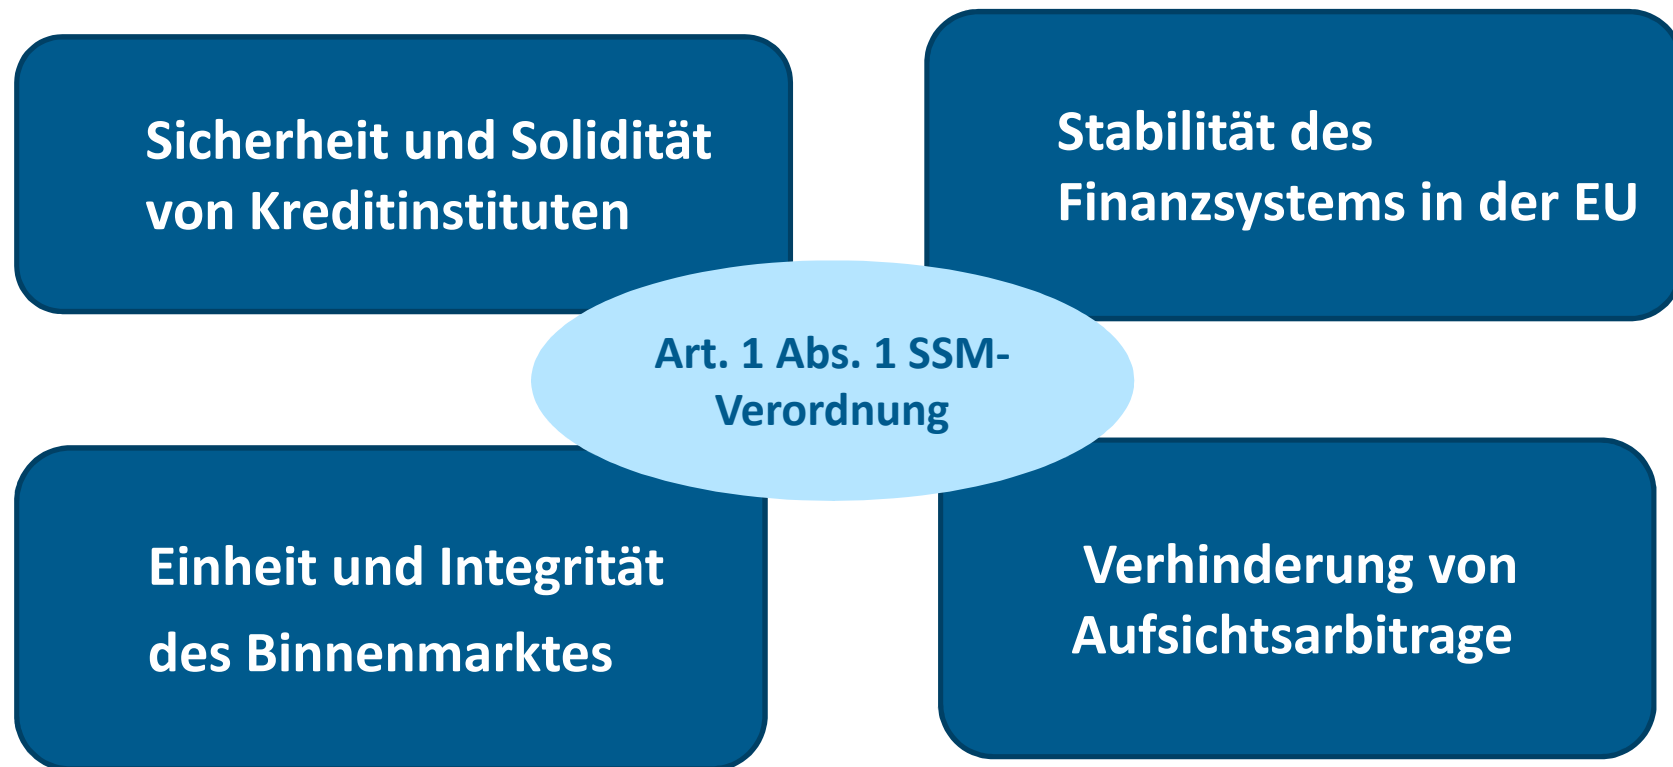 Sicherheit und Solidität
von Kreditinstituten
Stabilität des
Finanzsystems in der EU
Art. 1 Abs. 1 SSM-
Verordnung
Einheit und Integrität
des Binnenmarktes
Verhinderung von
Aufsichtsarbitrage